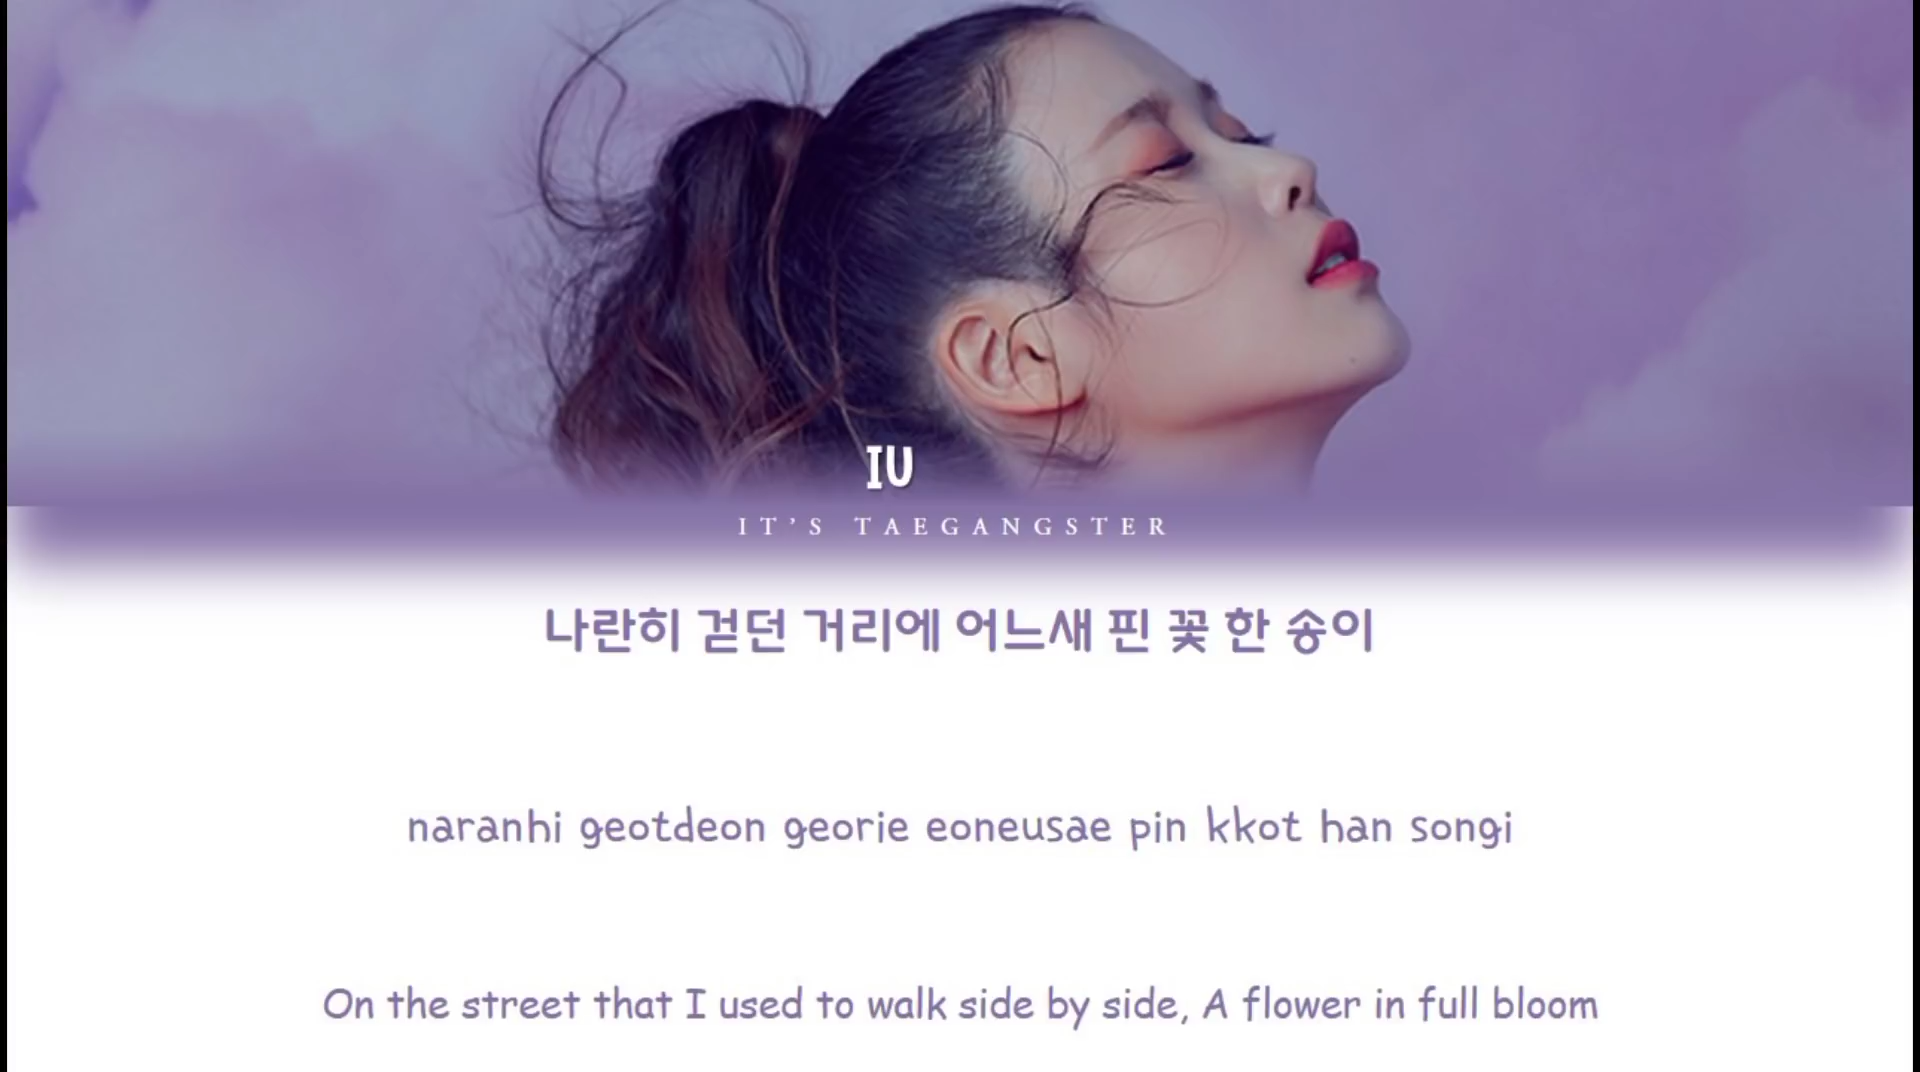 IU
IT'S TAEGANGSTER
나란히 걷던 거리에 어느새 핀 꽃 한 송이
naranhi geotdeon georie eoneusae pin kkot han songi
On the street that I used to walk side by side, A flower in full bloom